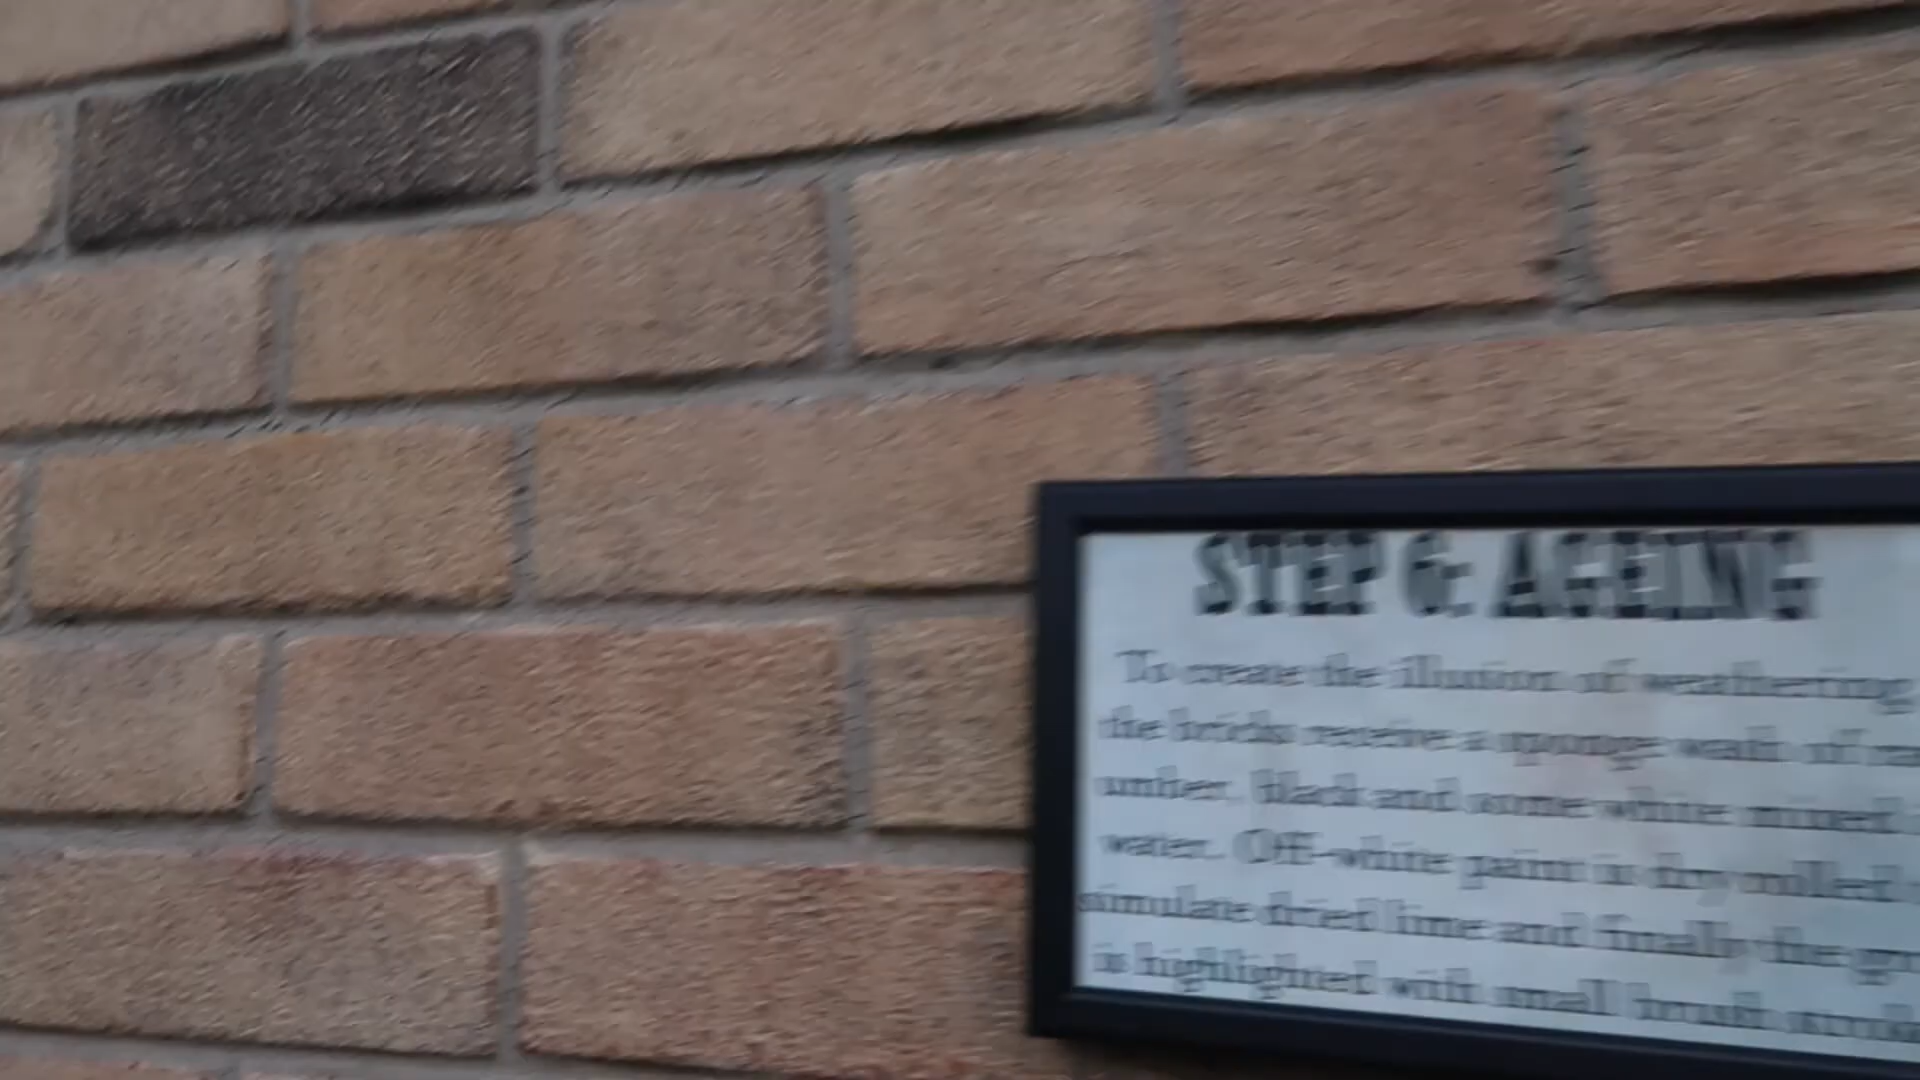 STEP 6: AGEING
To create the illusion of weathering
the bricks receive a sponge wash of
umber, black and some white mixed
water. Off-white paint is dry rolled
simulate dried lime and finally the
is highlighted with small brush